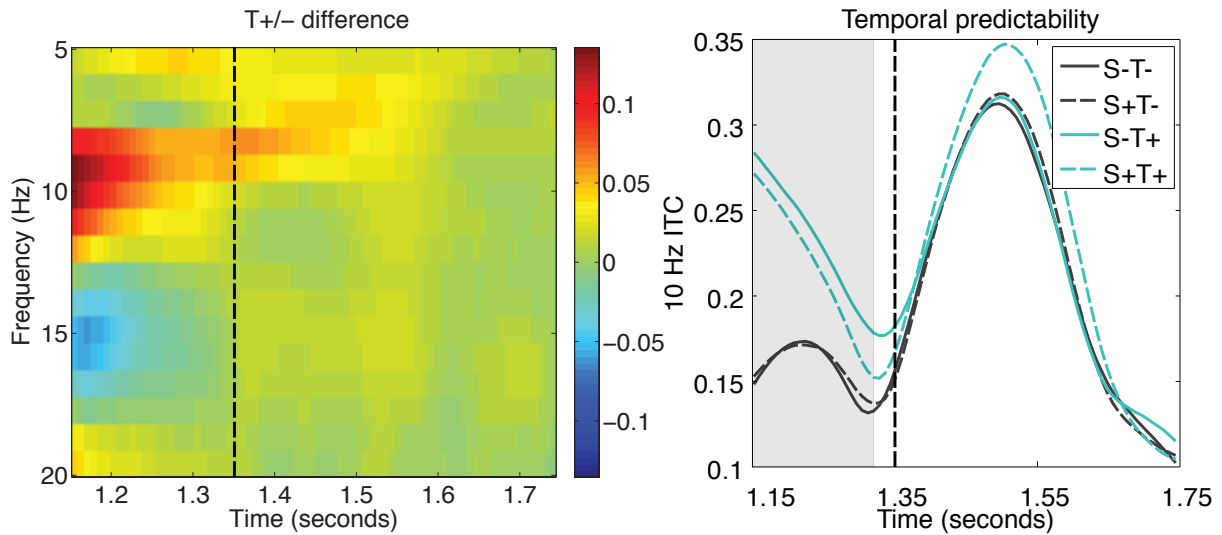 T+/− difference
5
10
15
20
Frequency (Hz)
1.2 1.3 1.4 1.5 1.6 1.7
Time (seconds)
0.1
0.05
0
−0.05
−0.1
Temporal predictability
0.35
0.3
0.25
0.2
0.15
0.1
10 Hz ITC
1.15 1.35 1.55 1.75
Time (seconds)
S-T-
S+T-
S-T+
S+T+